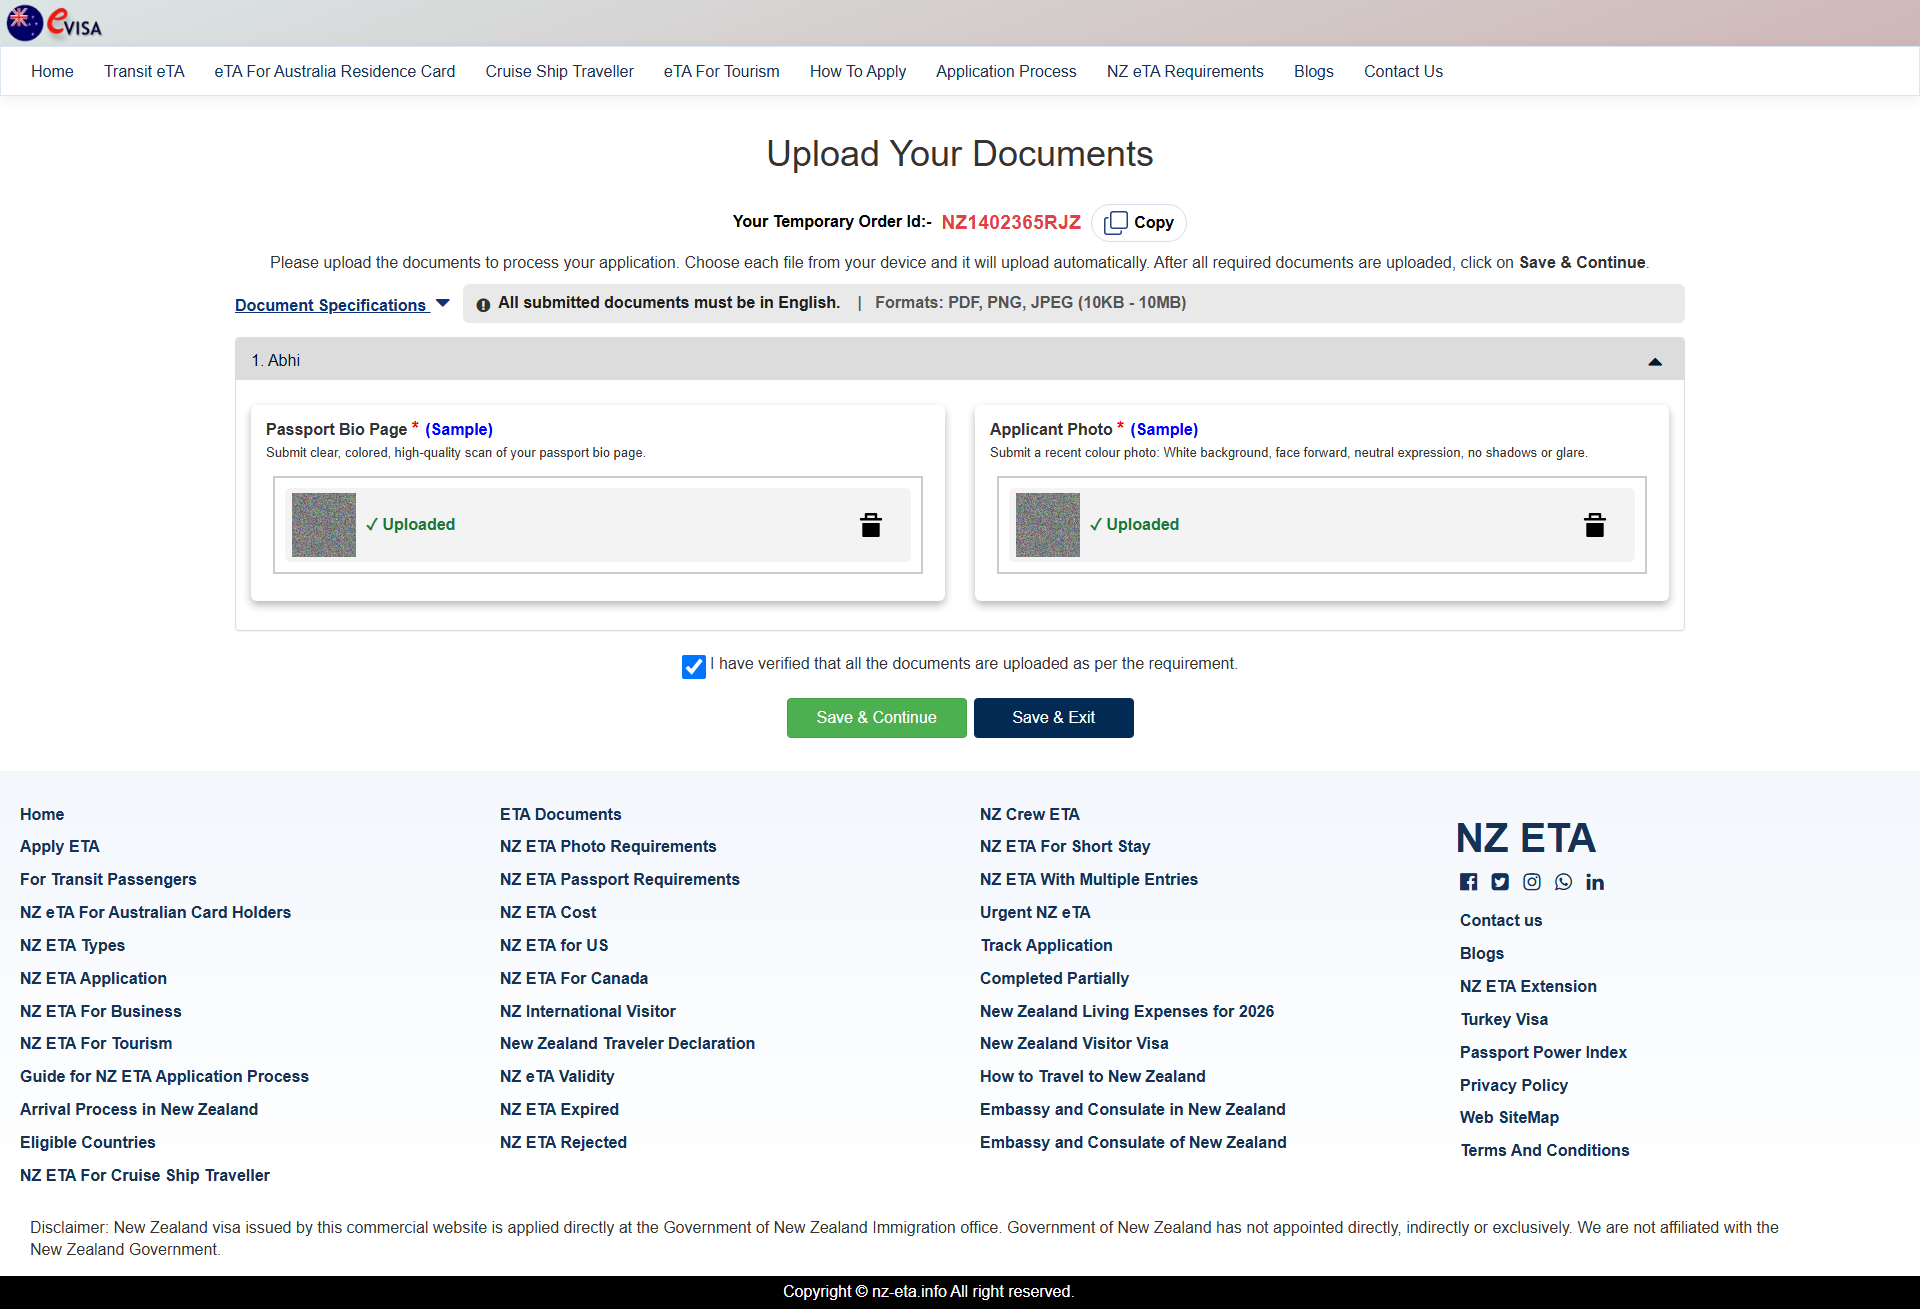 eVISA
Home Transit eTA eTA For Australia Residence Card Cruise Ship Traveller eTA For Tourism How To Apply Application Process NZ eTA Requirements Blogs Contact Us
Upload Your Documents
Your Temporary Order Id:- NZ1402365RJZ Copy
Please upload the documents to process your application. Choose each file from your device and it will upload automatically. After all required documents are uploaded, click on Save & Continue.
Document Specifications All submitted documents must be in English. | Formats: PDF, PNG, JPEG (10KB - 10MB)
1. Abhi
Passport Bio Page * (Sample)
Submit clear, colored, high-quality scan of your passport bio page.
✓ Uploaded
Applicant Photo * (Sample)
Submit a recent colour photo: White background, face forward, neutral expression, no shadows or glare.
✓ Uploaded
I have verified that all the documents are uploaded as per the requirement.
Save & Continue Save & Exit
Home
Apply ETA
For Transit Passengers
NZ eTA For Australian Card Holders
NZ ETA Types
NZ ETA Application
NZ ETA For Business
NZ ETA For Tourism
Guide for NZ ETA Application Process
Arrival Process in New Zealand
Eligible Countries
NZ ETA For Cruise Ship Traveller
ETA Documents
NZ ETA Photo Requirements
NZ ETA Passport Requirements
NZ ETA Cost
NZ ETA for US
NZ ETA For Canada
NZ International Visitor
New Zealand Traveler Declaration
NZ eTA Validity
NZ ETA Expired
NZ ETA Rejected
NZ Crew ETA
NZ ETA For Short Stay
NZ ETA With Multiple Entries
Urgent NZ eTA
Track Application
Completed Partially
New Zealand Living Expenses for 2026
New Zealand Visitor Visa
How to Travel to New Zealand
Embassy and Consulate in New Zealand
Embassy and Consulate of New Zealand
NZ ETA
Contact us
Blogs
NZ ETA Extension
Turkey Visa
Passport Power Index
Privacy Policy
Web SiteMap
Terms And Conditions
Disclaimer: New Zealand visa issued by this commercial website is applied directly at the Government of New Zealand Immigration office. Government of New Zealand has not appointed directly, indirectly or exclusively. We are not affiliated with the
New Zealand Government.
Copyright © nz-eta.info All right reserved.